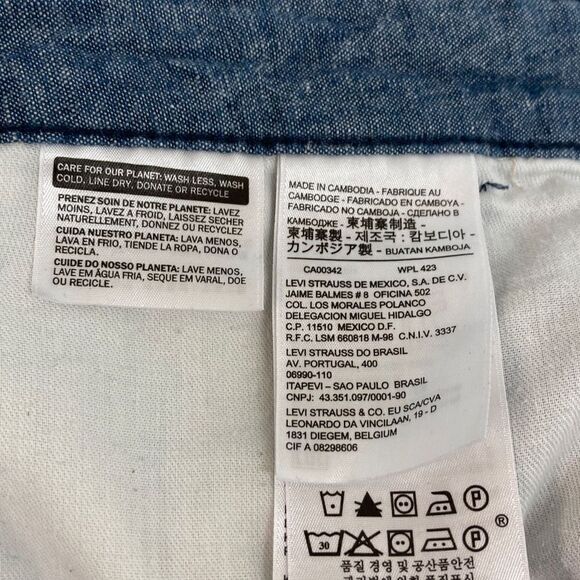 CARE FOR OUR PLANET: WASH LESS, WASH
COLD, LINE DRY, DONATE OR RECYCLE
PRENEZ SOIN DE NOTRE PLANETE: LAVEZ
MOINS, LAVEZ A FROID, LAISSEZ SÉCHER
NATURELLEMENT, DONNEZ OU RECYCLEZ
CUIDA NUESTRO PLANETA: LAVA MENOS,
LAVA EN FRIO, TIENDE LA ROPA, DONA O
RECICLA.
CUIDE DO NOSSO PLANETA: LAVE MENOS,
LAVE EM ÁGUA FRIA, SEQUE EM VARAL, DOE
OU RECICLE.
MADE IN CAMBODIA - FABRIQUE AU
CAMBODGE - FABRICADO EN CAMBOYA -
FABRICADO NO CAMBOJA - СДЕЛАНО В
КАМБОДЖЕ - 柬埔寨制造 -
柬埔寨製 - 제조국 : 캄보디아 -
カンボジア製 - BUATAN KAMBOJA
CA00342 WPL 423
LEVI STRAUSS DE MEXICO, S.A. DE C.V.
JAIME BALMES # 8 OFICINA 502
COL. LOS MORALES POLANCO
DELEGACION MIGUEL HIDALGO
C.P. 11510 MEXICO D.F.
R.F.C. LSM 660818 M-98 C.N.I.V. 3337
LEVI STRAUSS DO BRASIL
AV. PORTUGAL, 400
06990-110
ITAPEVI – SAO PAULO BRASIL
CNPJ: 43.351.097/0001-90
LEVI STRAUSS & CO. EU SCA/CVA
LEONARDO DA VINCILAAN, 19 - D
1831 DIEGEM, BELGIUM
CIF A 08298606
P
®
30 P
품질 경영 및 공산품안전